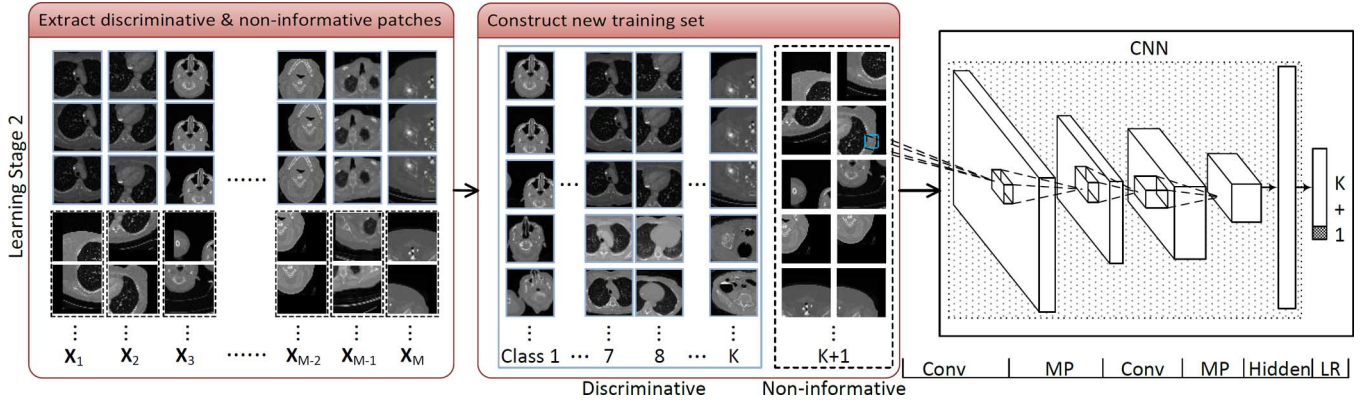 Learning Stage 2
Extract discriminative & non-informative patches
......
X1 X2 X3 ...... XM-2 XM-1 XM
Construct new training set
... ...
Class 1 ... 7 8 ... K K+1
Discriminative Non-informative
CNN
K
+
1
Conv MP Conv MP Hidden LR